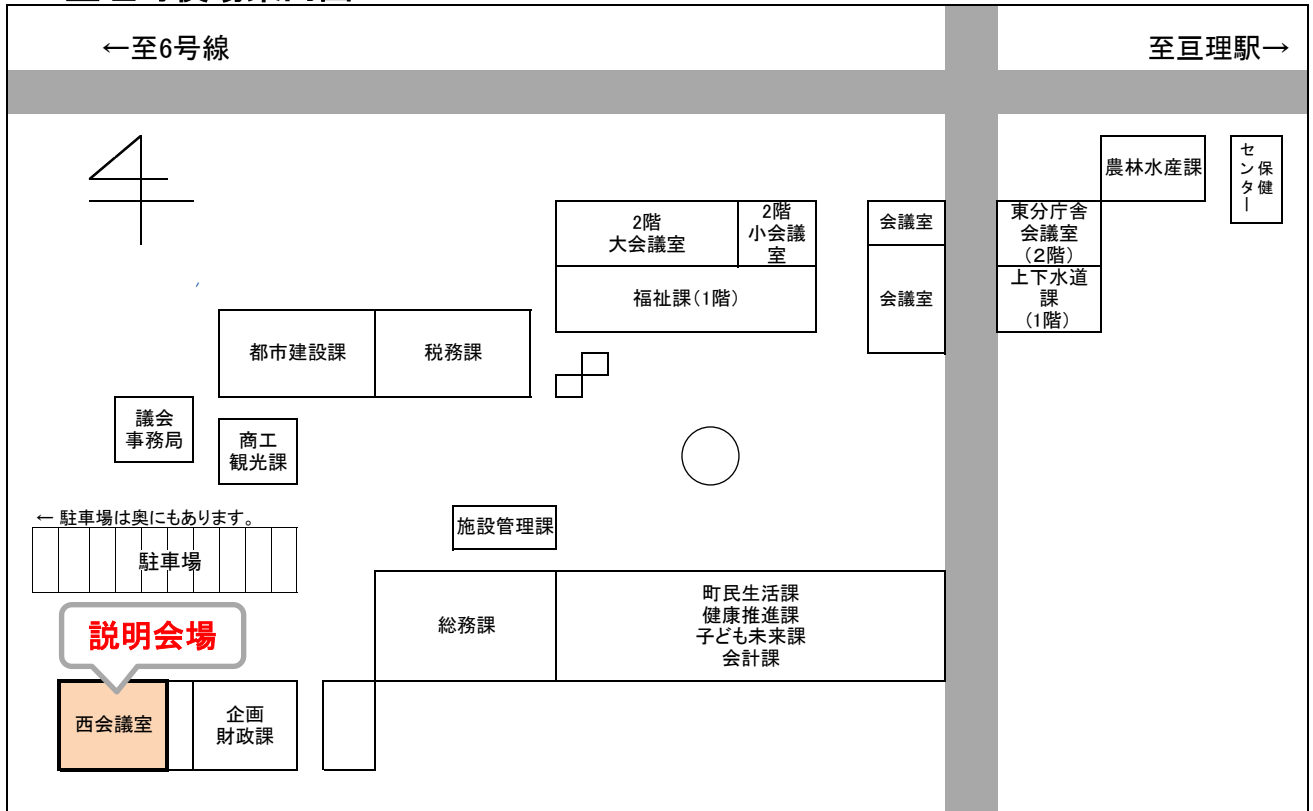 ←至6号線
至亘理駅→
農林水産課
保健
センター
2階
大会議室
2階
小会議
室
会議室
東分庁舎
会議室
（2階）
福祉課（1階）
会議室
上下水道
課
（1階）
都市建設課
税務課
議会
事務局
商工
観光課
← 駐車場は奥にもあります。
駐車場
施設管理課
説明会場
総務課
町民生活課
健康推進課
子ども未来課
会計課
西会議室
企画
財政課